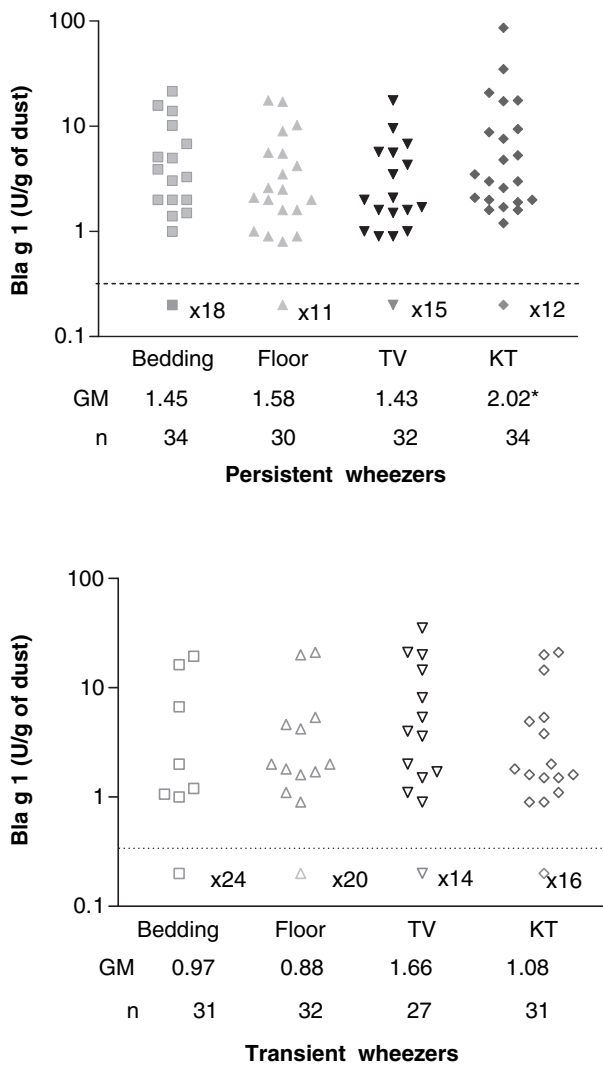 100
10
1
0.1
Bla g 1 (U/g of dust)
x18 x11 x15 x12
Bedding Floor TV KT
GM 1.45 1.58 1.43 2.02*
n 34 30 32 34
Persistent wheezers
100
10
1
0.1
Bla g 1 (U/g of dust)
x24 x20 x14 x16
Bedding Floor TV KT
GM 0.97 0.88 1.66 1.08
n 31 32 27 31
Transient wheezers